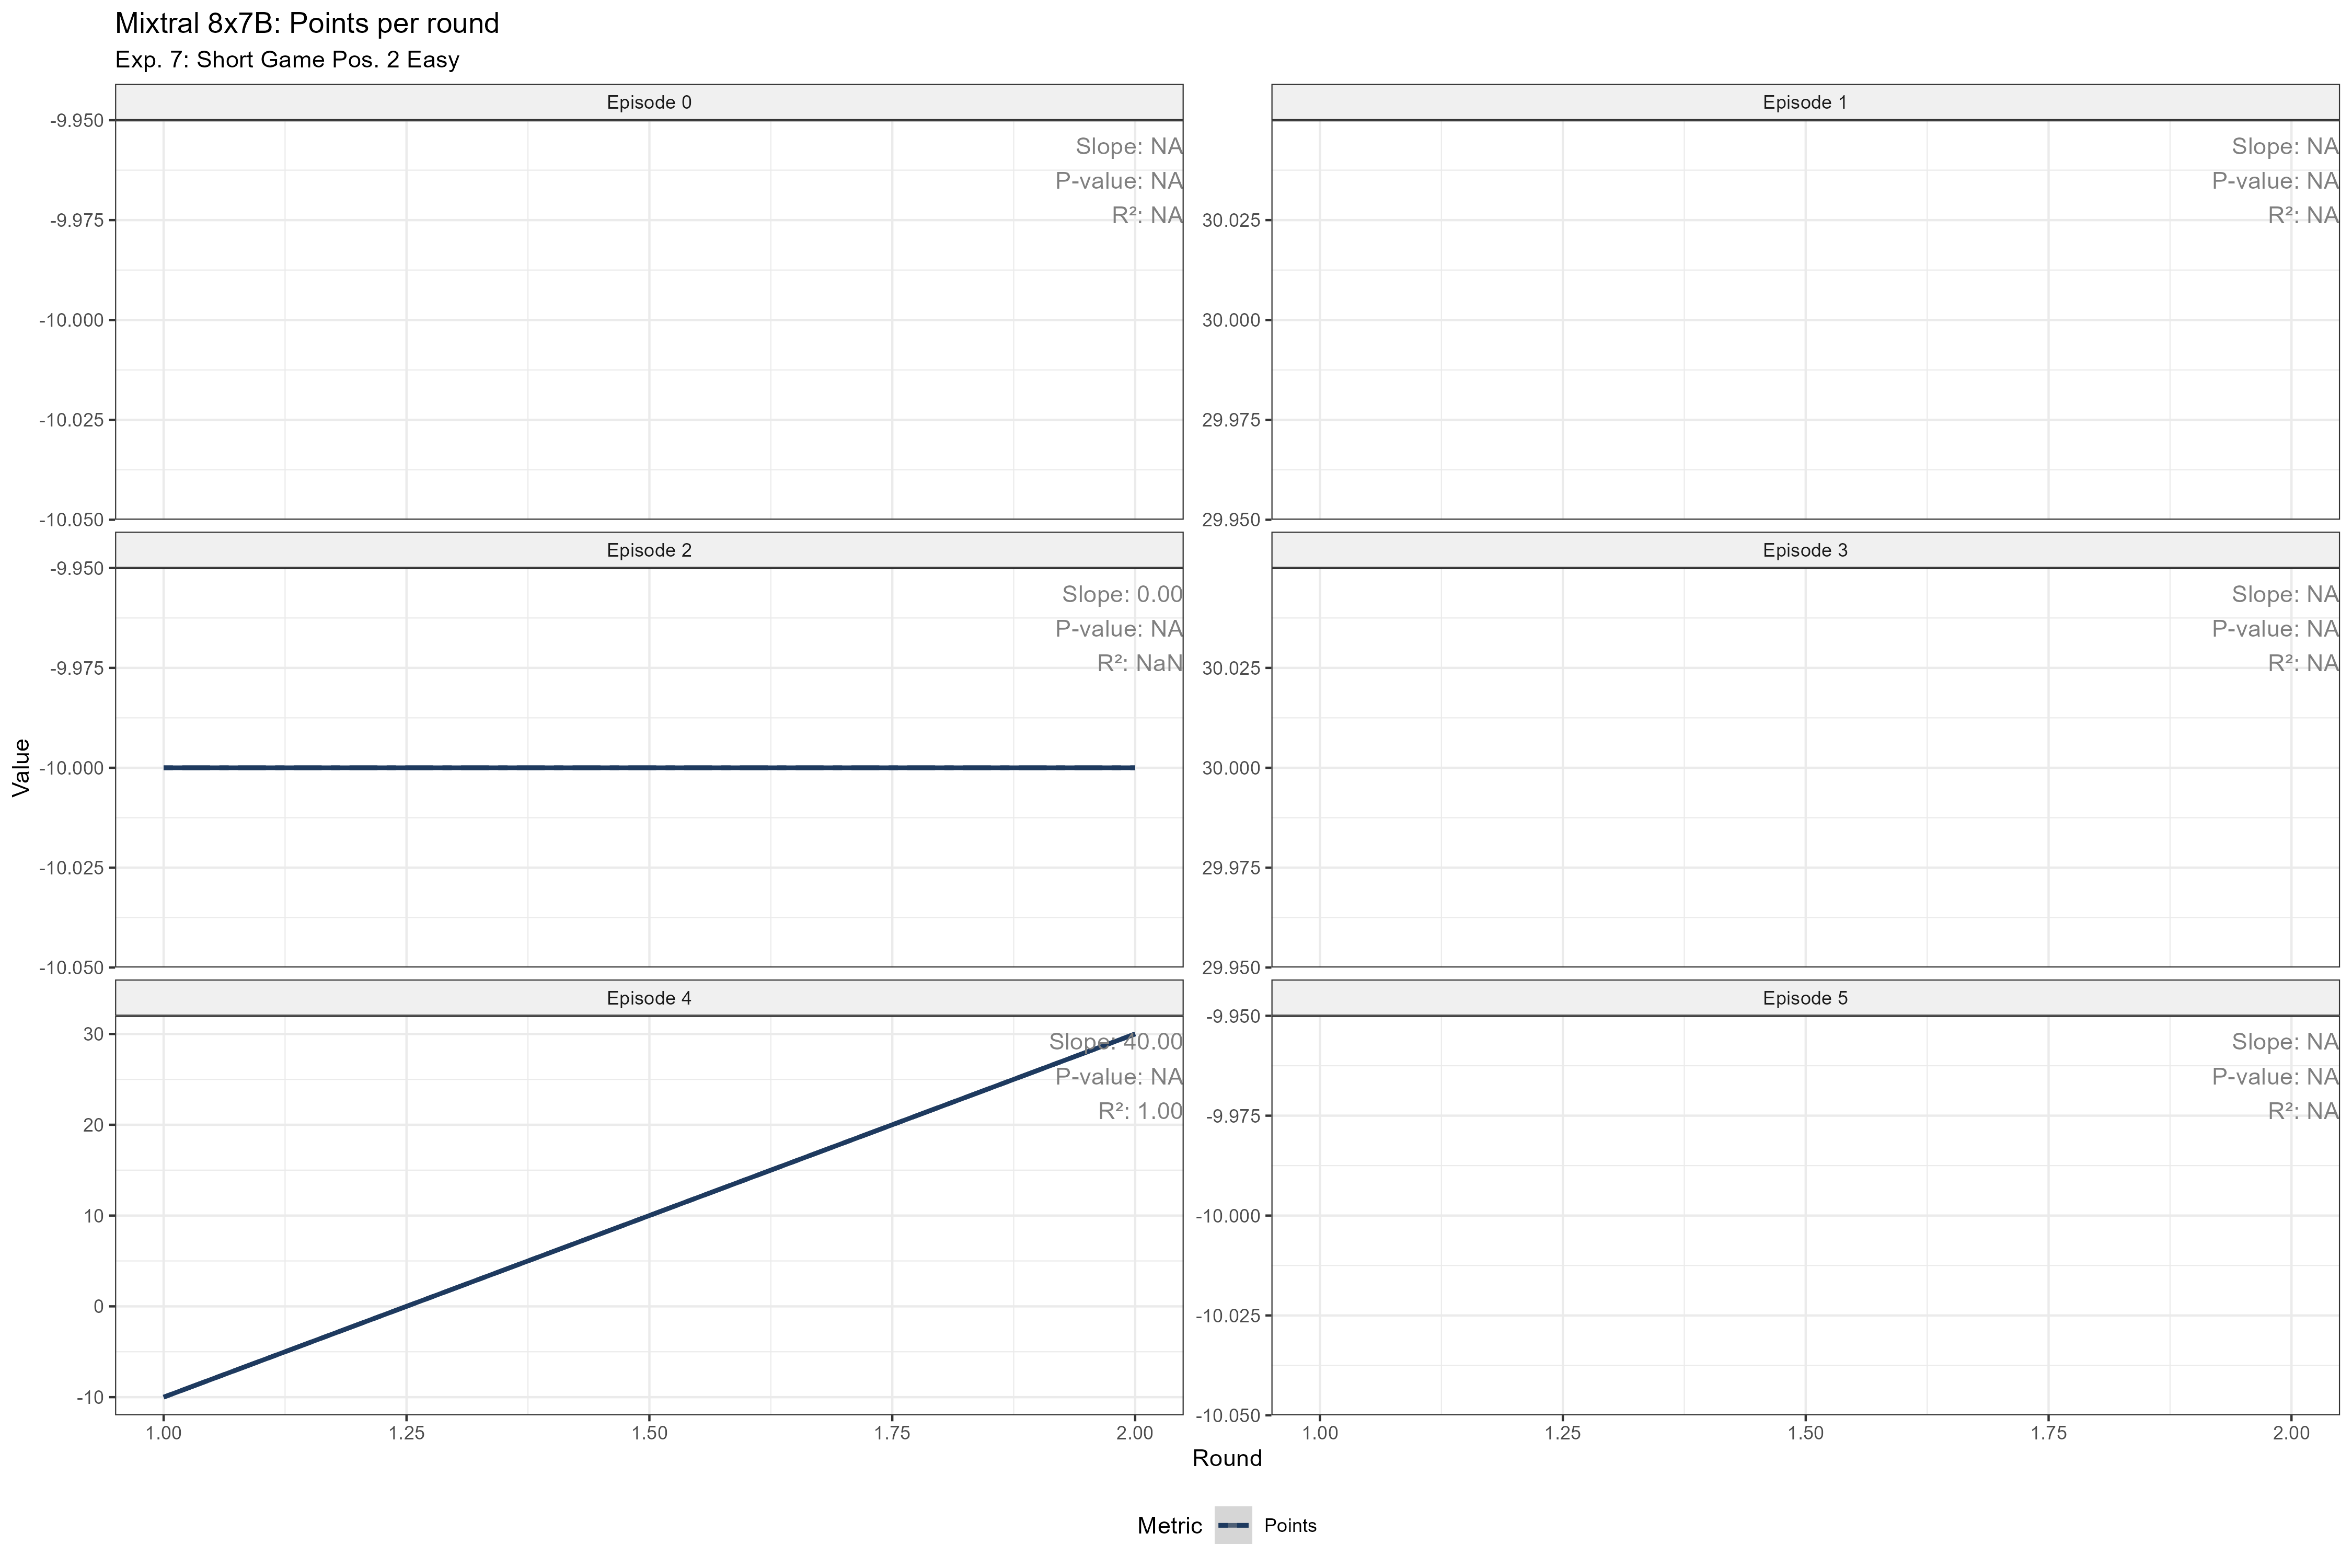 Mixtral 8x7B: Points per round
Exp. 7: Short Game Pos. 2 Easy
Episode 0
-9.950
-9.975
-10.000
-10.025
-10.050
Slope: NA
P-value: NA
R²: NA
Episode 1
30.025
30.000
29.975
29.950
Slope: NA
P-value: NA
R²: NA
Episode 2
-9.950
-9.975
-10.000
-10.025
-10.050
Slope: 0.00
P-value: NA
R²: NaN
Episode 3
30.025
30.000
29.975
29.950
Slope: NA
P-value: NA
R²: NA
Value
Episode 4
30
20
10
0
-10
Slope: 40.00
P-value: NA
R²: 1.00
1.00 1.25 1.50 1.75 2.00
Episode 5
-9.950
-9.975
-10.000
-10.025
-10.050
Slope: NA
P-value: NA
R²: NA
1.00 1.25 1.50 1.75 2.00
Round
Metric Points